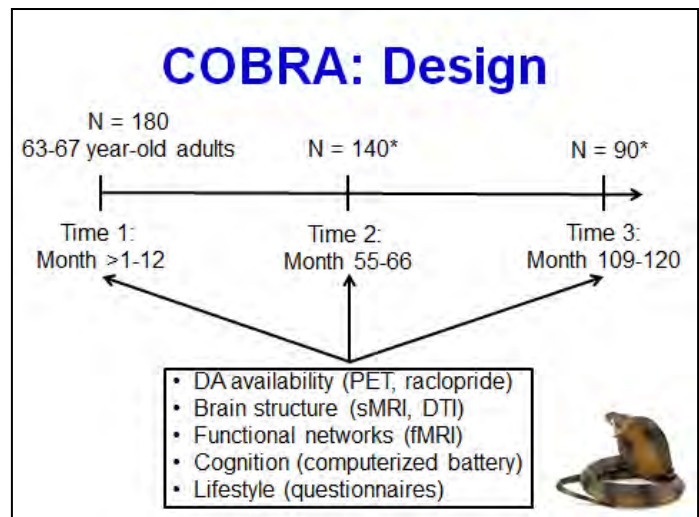 COBRA: Design
N = 180
63-67 year-old adults
N = 140*
N = 90*
Time 1:
Month >1-12
Time 2:
Month 55-66
Time 3:
Month 109-120
• DA availability (PET, raclopride)
• Brain structure (sMRI, DTI)
• Functional networks (fMRI)
• Cognition (computerized battery)
• Lifestyle (questionnaires)